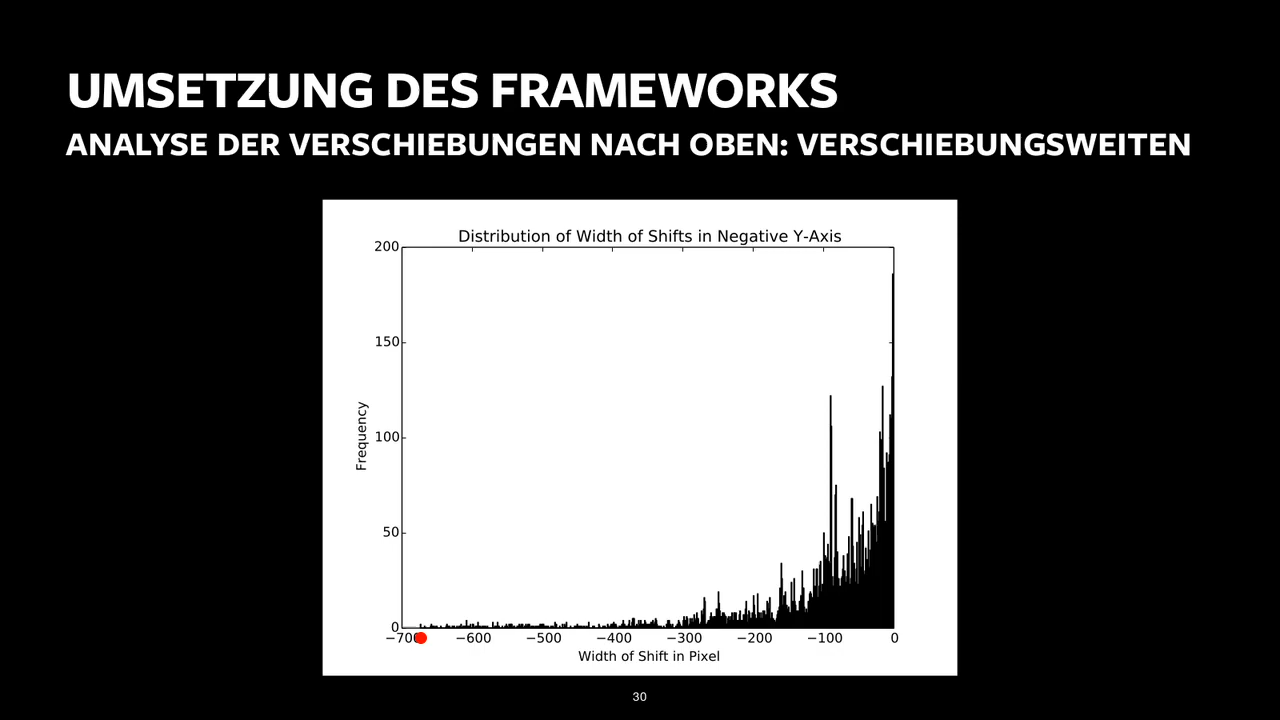 UMSETZUNG DES FRAMEWORKS
ANALYSE DER VERSCHIEBUNGEN NACH OBEN: VERSCHIEBUNGSWEITEN
Distribution of Width of Shifts in Negative Y-Axis
200
150
100
50
0
Frequency
−700 −600 −500 −400 −300 −200 −100 0
Width of Shift in Pixel
30